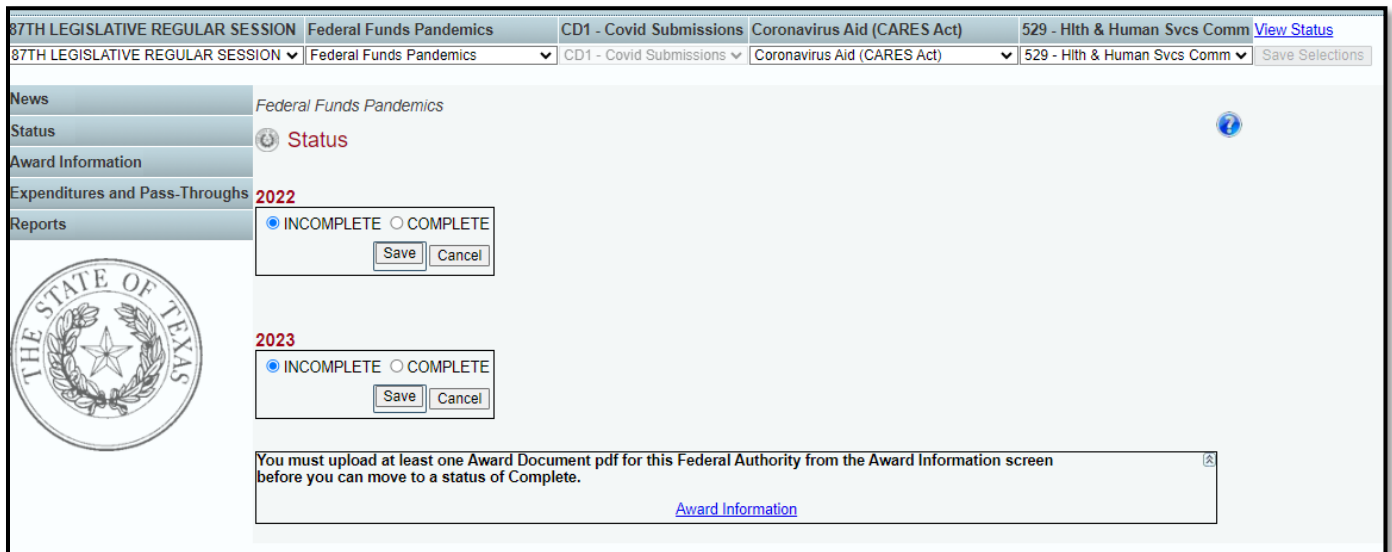 87TH LEGISLATIVE REGULAR SESSION Federal Funds Pandemics CD1 - Covid Submissions Coronavirus Aid (CARES Act) 529 - Hlth & Human Svcs Comm View Status
87TH LEGISLATIVE REGULAR SESSION Federal Funds Pandemics CD1 - Covid Submissions Coronavirus Aid (CARES Act) 529 - Hlth & Human Svcs Comm Save Selections
News
Status
Award Information
Expenditures and Pass-Throughs
Reports
THE STATE OF TEXAS
Federal Funds Pandemics
Status
2022
INCOMPLETE COMPLETE
Save Cancel
2023
INCOMPLETE COMPLETE
Save Cancel
You must upload at least one Award Document pdf for this Federal Authority from the Award Information screen
before you can move to a status of Complete.
Award Information